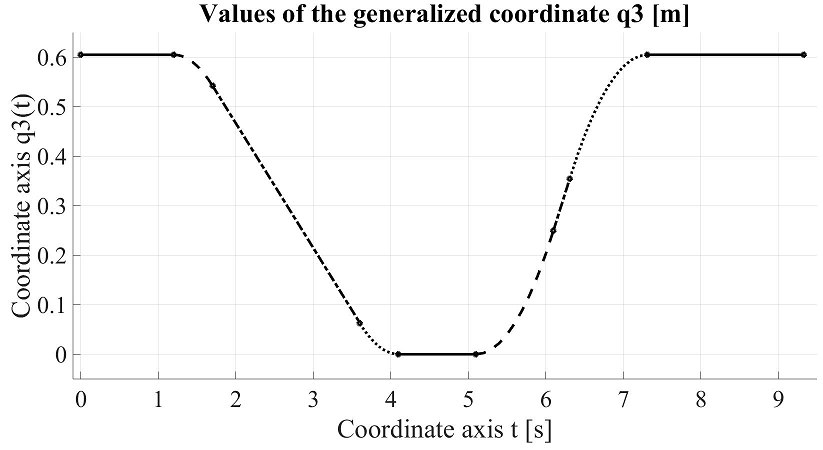 Values of the generalized coordinate q3 [m]
Coordinate axis q3(t)
0.6
0.5
0.4
0.3
0.2
0.1
0
0 1 2 3 4 5 6 7 8 9
Coordinate axis t [s]